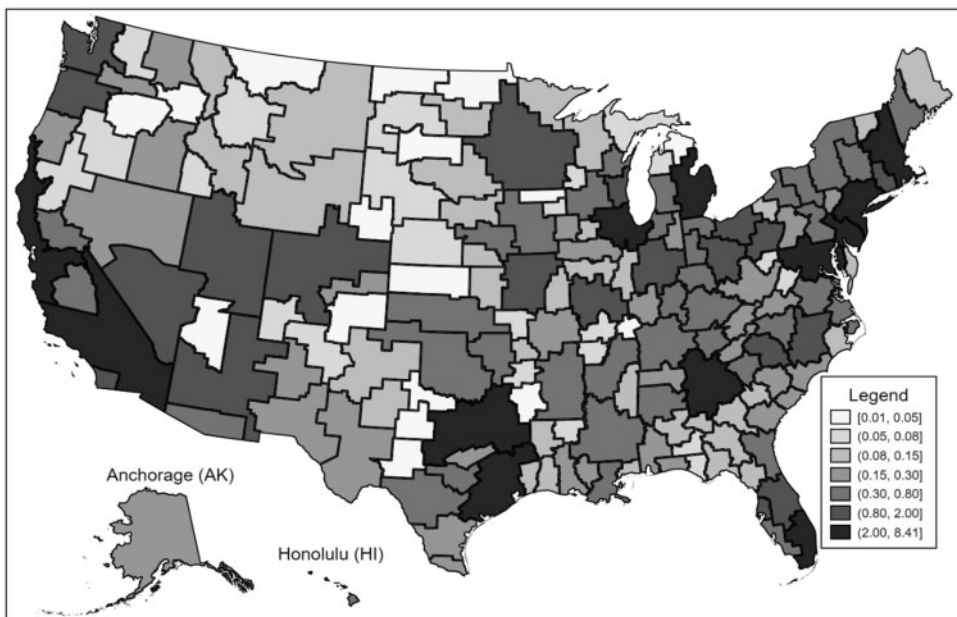 Legend
[0.01, 0.05]
(0.05, 0.08]
(0.08, 0.15]
(0.15, 0.30]
(0.30, 0.80]
(0.80, 2.00]
(2.00, 8.41]
Anchorage (AK)
Honolulu (HI)